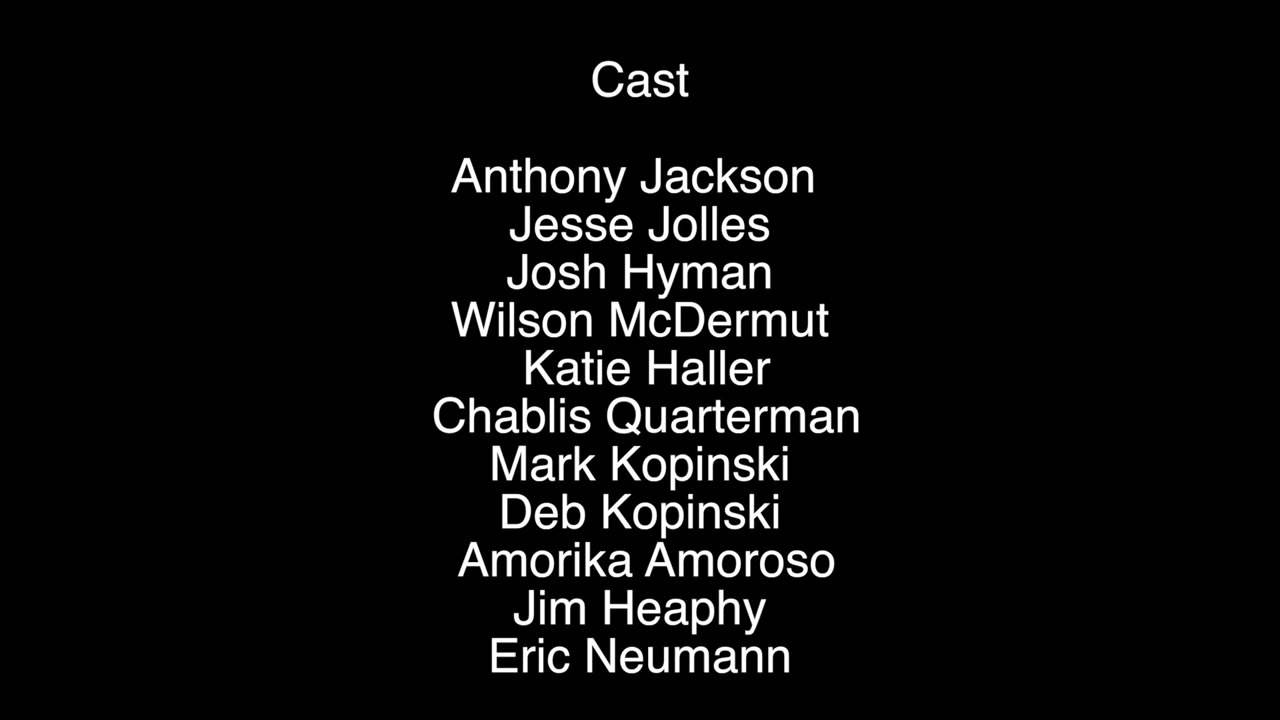 Cast
Anthony Jackson
Jesse Jolles
Josh Hyman
Wilson McDermut
Katie Haller
Chablis Quarterman
Mark Kopinski
Deb Kopinski
Amorika Amoroso
Jim Heaphy
Eric Neumann